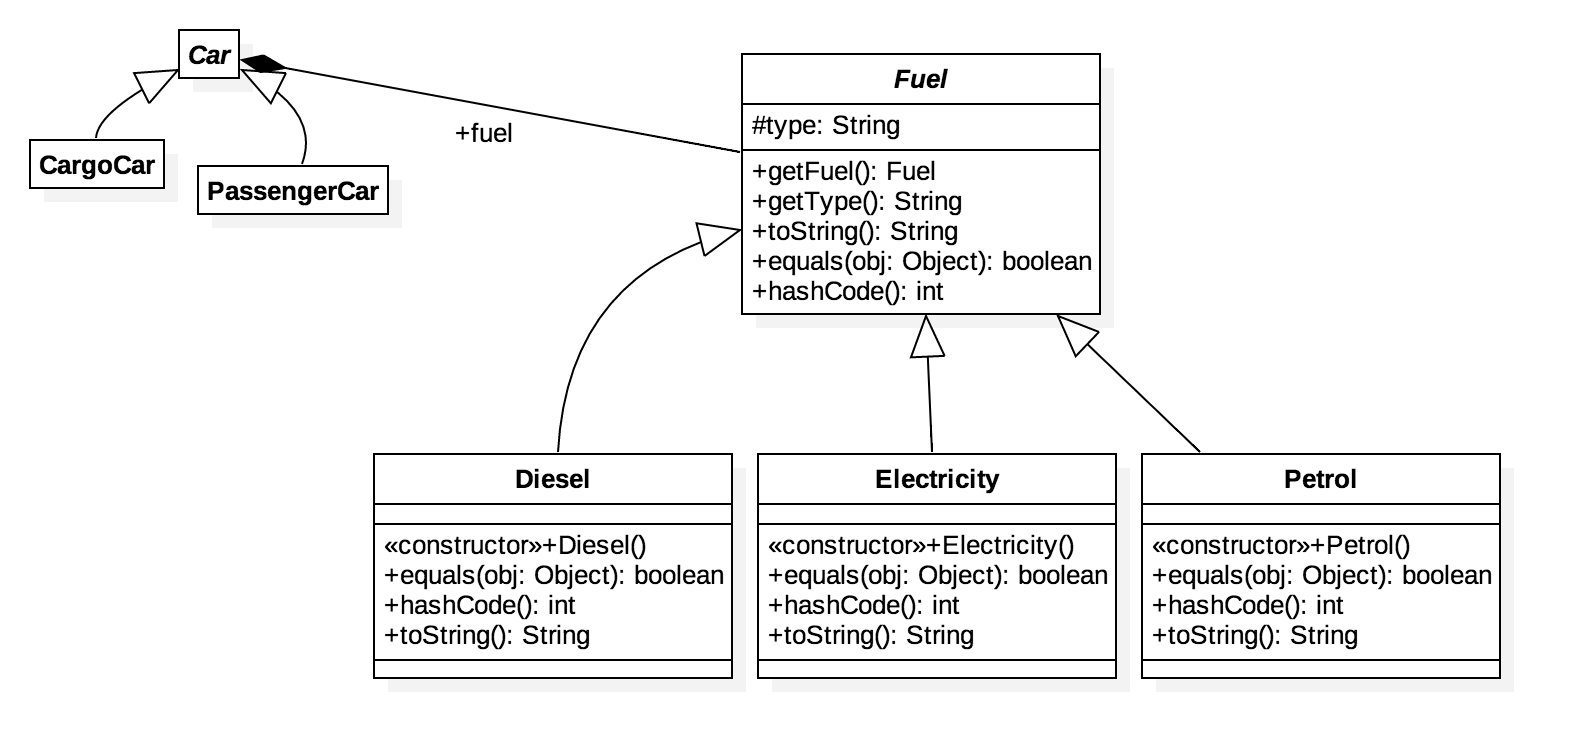 Car
CargoCar
PassengerCar
+fuel
Fuel
#type: String
+getFuel(): Fuel
+getType(): String
+toString(): String
+equals(obj: Object): boolean
+hashCode(): int
Diesel
«constructor»+Diesel()
+equals(obj: Object): boolean
+hashCode(): int
+toString(): String
Electricity
«constructor»+Electricity()
+equals(obj: Object): boolean
+hashCode(): int
+toString(): String
Petrol
«constructor»+Petrol()
+equals(obj: Object): boolean
+hashCode(): int
+toString(): String